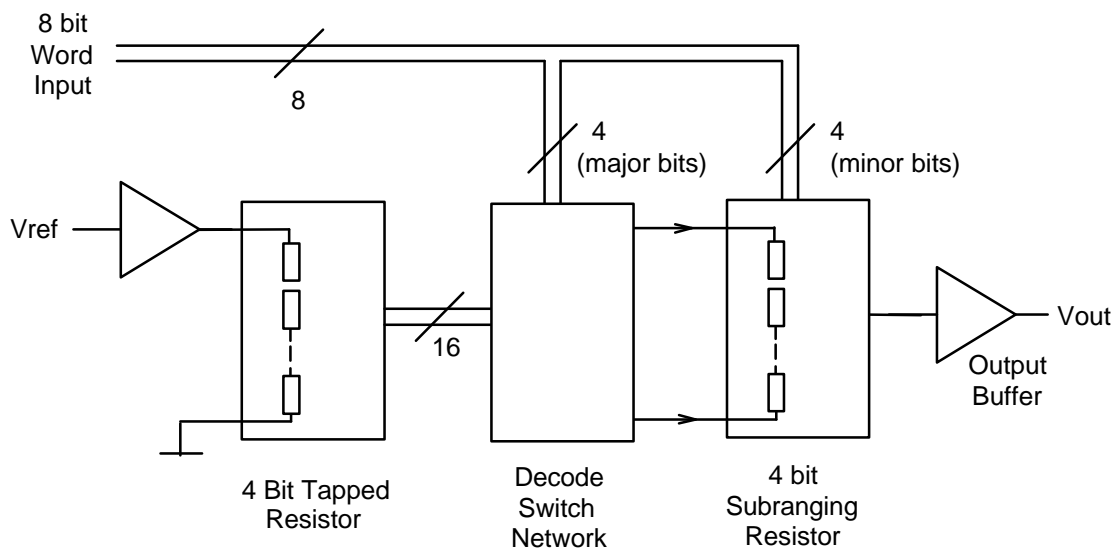 8 bit
Word
Input
8
4
(major bits)
4
(minor bits)
Vref
16
Vout
Output
Buffer
4 Bit Tapped
Resistor
Decode
Switch
Network
4 bit
Subranging
Resistor